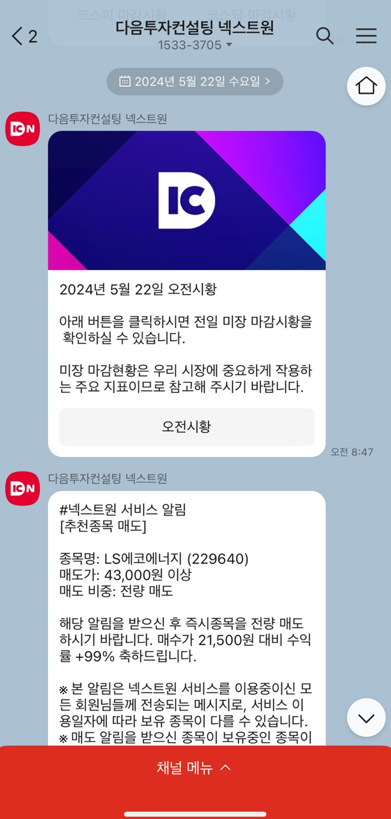 코스피 마감시황 코스닥 마감시황
2 다음투자컨설팅 넥스트원
1533-3705
2024년 5월 22일 수요일
다음투자컨설팅 넥스트원
IC
2024년 5월 22일 오전시황
아래 버튼을 클릭하시면 전일 미장 마감시황을
확인하실 수 있습니다.
미장 마감현황은 우리 시장에 중요하게 작용하
는 주요 지표이므로 참고해 주시기 바랍니다.
오전시황
오전 8:47
다음투자컨설팅 넥스트원
#넥스트원 서비스 알림
[추천종목 매도]
종목명: LS에코에너지 (229640)
매도가: 43,000원 이상
매도 비중: 전량 매도
해당 알림을 받으신 후 즉시종목을 전량 매도
하시기 바랍니다. 매수가 21,500원 대비 수익
률 +99% 축하드립니다.
※ 본 알림은 넥스트원 서비스를 이용중이신 모
든 회원님들께 전송되는 메시지로, 서비스 이
용일자에 따라 보유 종목이 다를 수 있습니다.
※ 매도 알림을 받으신 종목이 보유중인 종목이
채널 메뉴